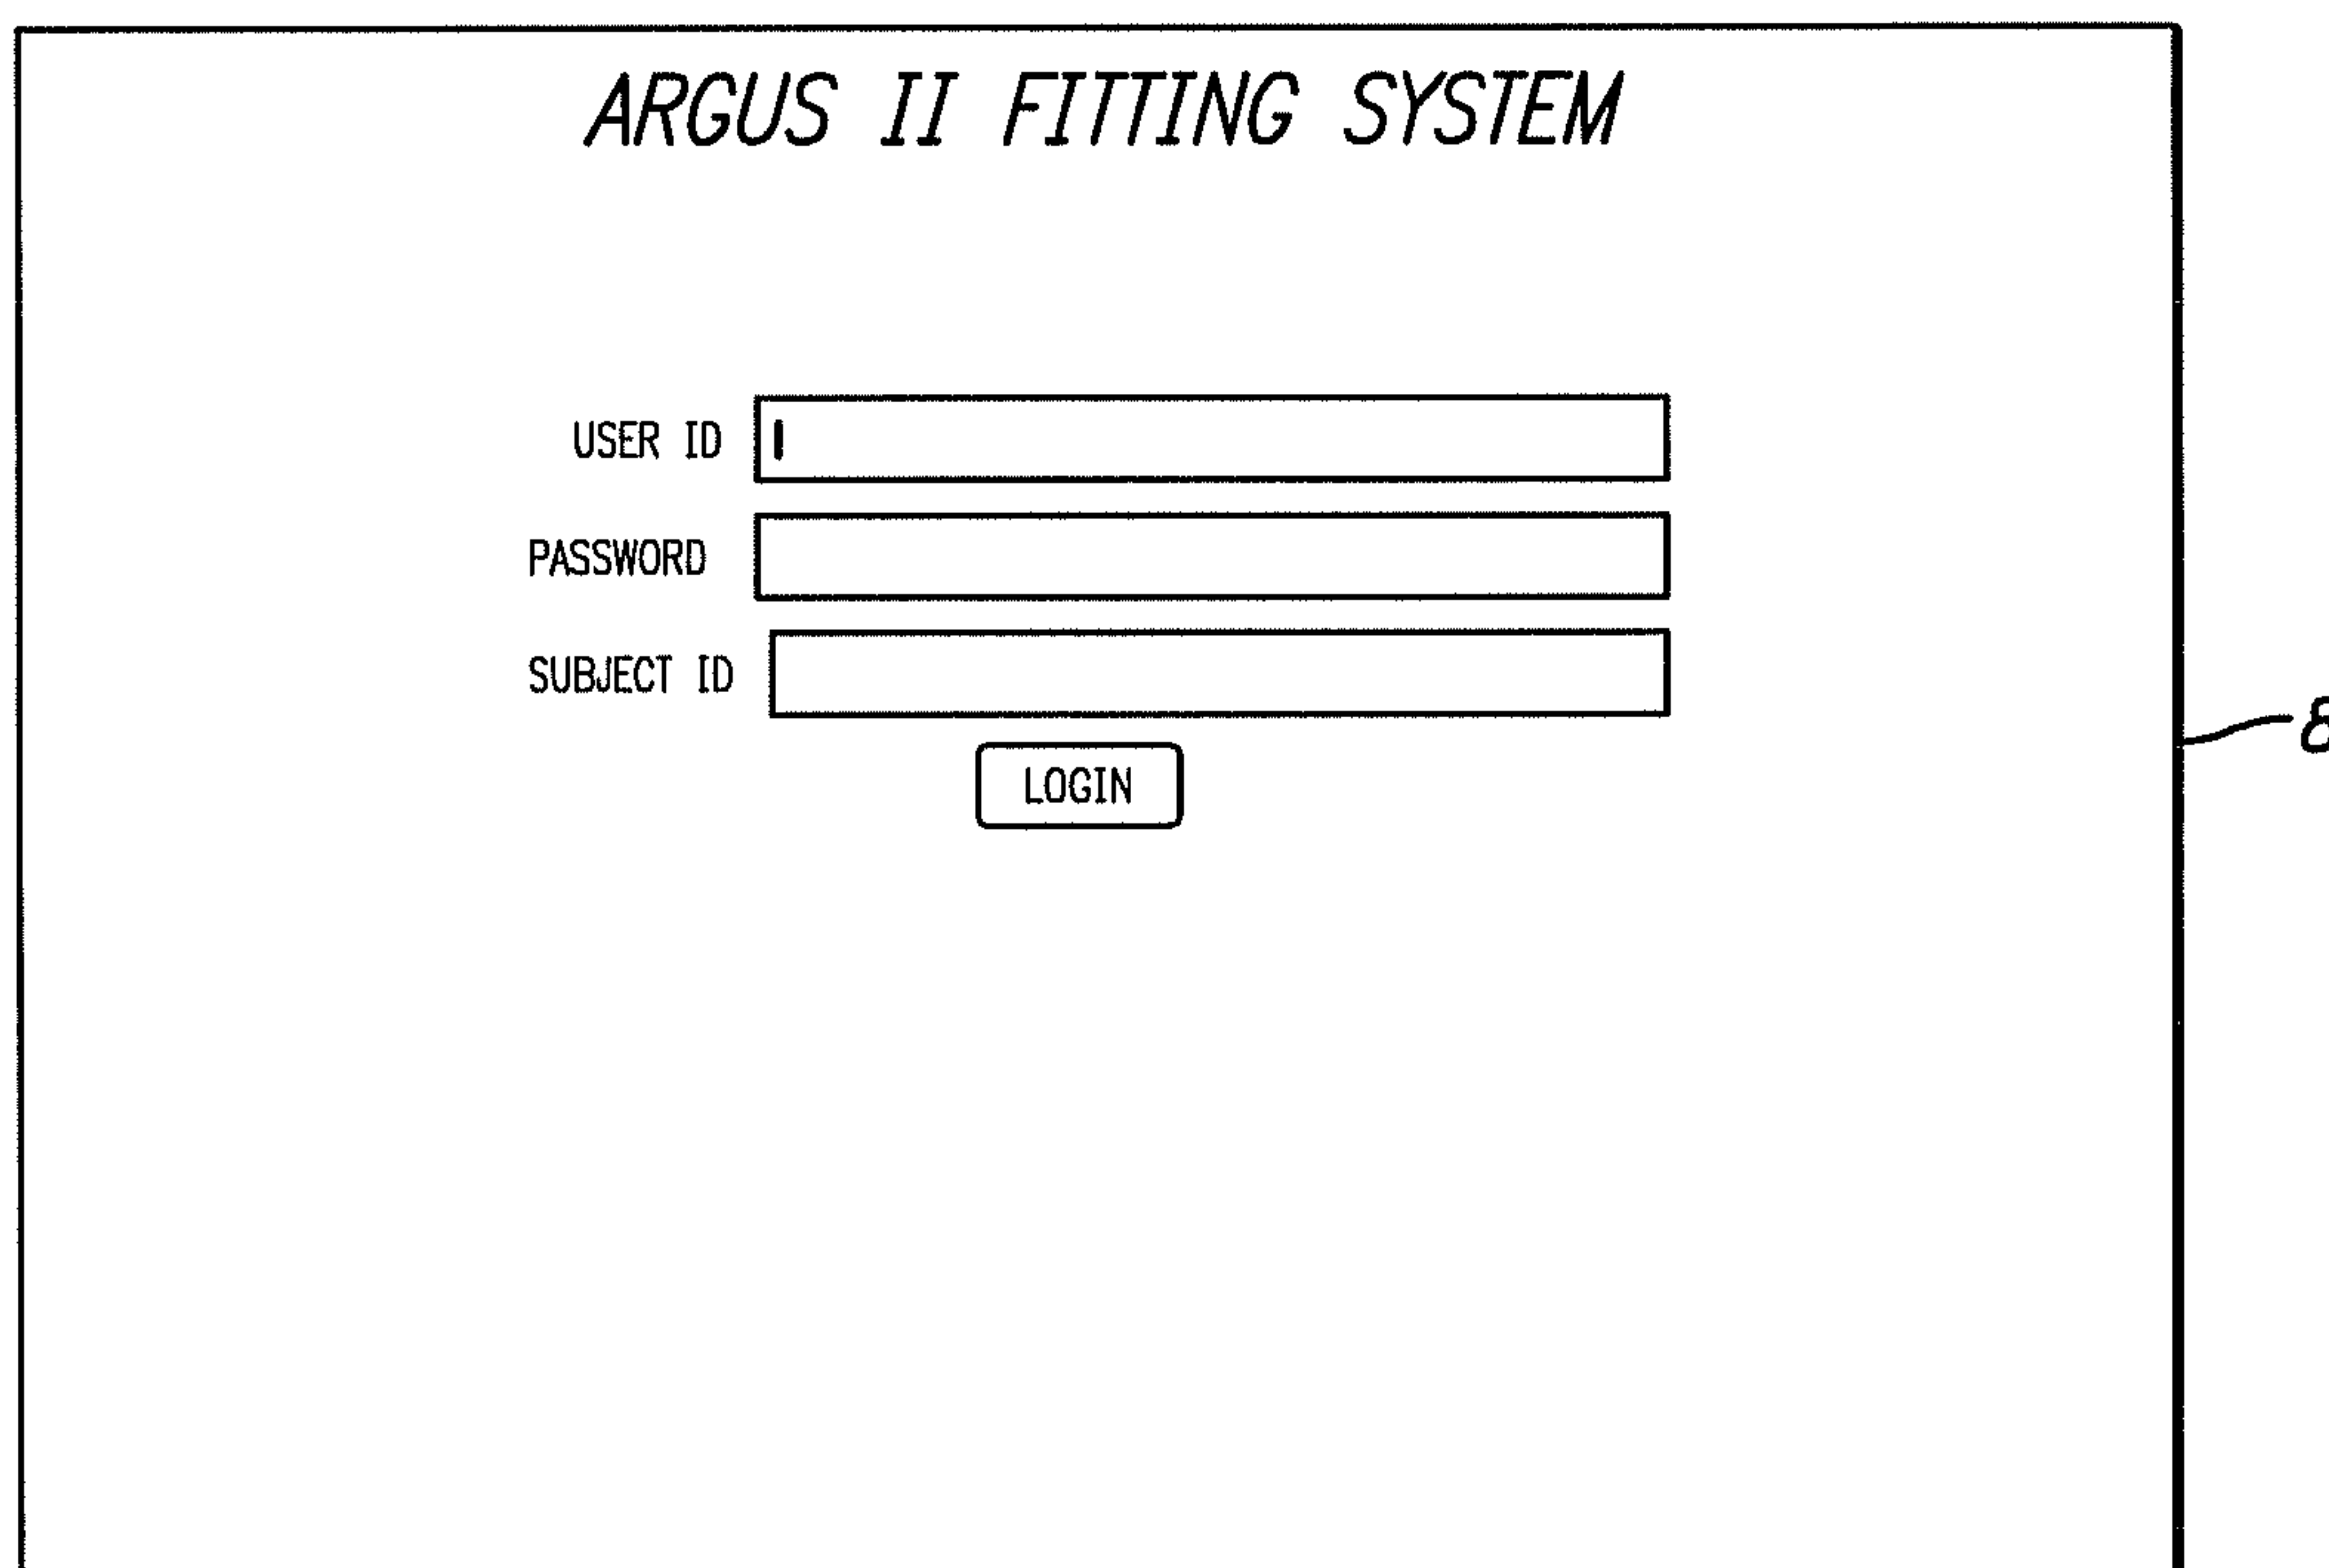 ARGUS II FITTING SYSTEM
USER ID
PASSWORD
SUBJECT ID
LOGIN